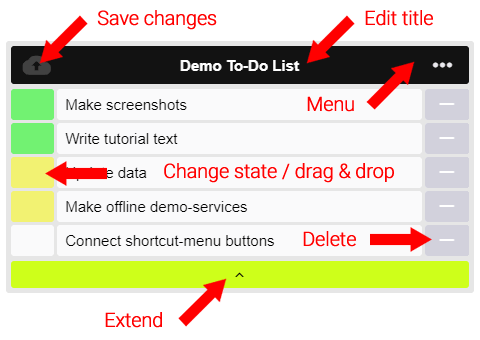 Save changes
Edit title
Demo To-Do List
Menu
Make screenshots
Write tutorial text
data
Change state / drag & drop
Make offline demo-services
Connect shortcut-menu buttons
Delete
Extend